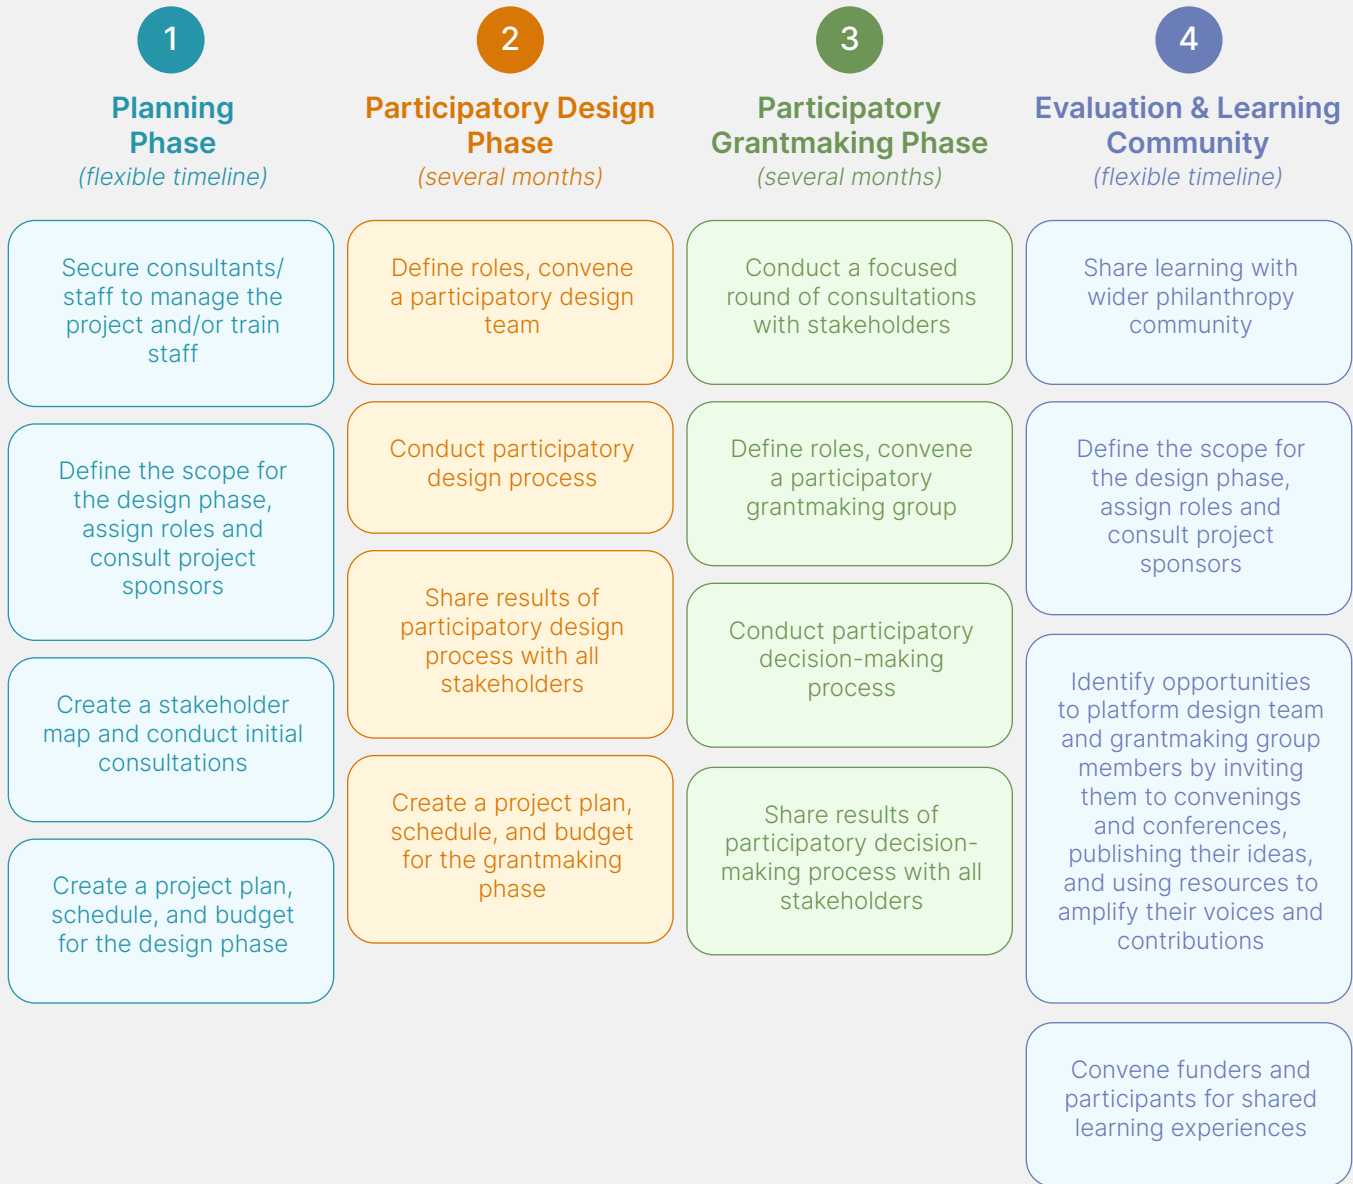 1
Planning
Phase
(flexible timeline)
Secure consultants/
staff to manage the
project and/or train
staff
Define the scope for
the design phase,
assign roles and
consult project
sponsors
Create a stakeholder
map and conduct initial
consultations
Create a project plan,
schedule, and budget
for the design phase
2
Participatory Design
Phase
(several months)
Define roles, convene
a participatory design
team
Conduct participatory
design process
Share results of
participatory design
process with all
stakeholders
Create a project plan,
schedule, and budget
for the grantmaking
phase
3
Participatory
Grantmaking Phase
(several months)
Conduct a focused
round of consultations
with stakeholders
Define roles, convene
a participatory
grantmaking group
Conduct participatory
decision-making
process
Share results of
participatory decision-
making process with all
stakeholders
4
Evaluation & Learning
Community
(flexible timeline)
Share learning with
wider philanthropy
community
Define the scope for
the design phase,
assign roles and
consult project
sponsors
Identify opportunities
to platform design team
and grantmaking group
members by inviting
them to convenings
and conferences,
publishing their ideas,
and using resources to
amplify their voices and
contributions
Convene funders and
participants for shared
learning experiences